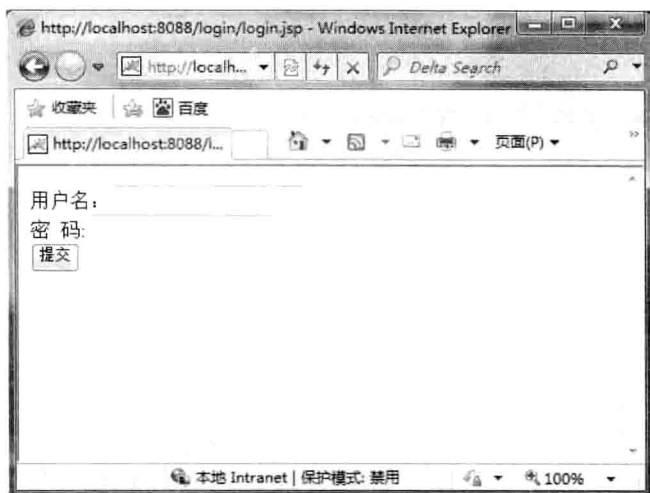 http://localhost:8088/login/login.jsp - Windows Internet Explorer
http://localh... Delta Search
收藏夹 百度
http://localhost:8088/l... 页面(P)
用户名：
密 码:
提交
本地 Intranet | 保护模式: 禁用 100%